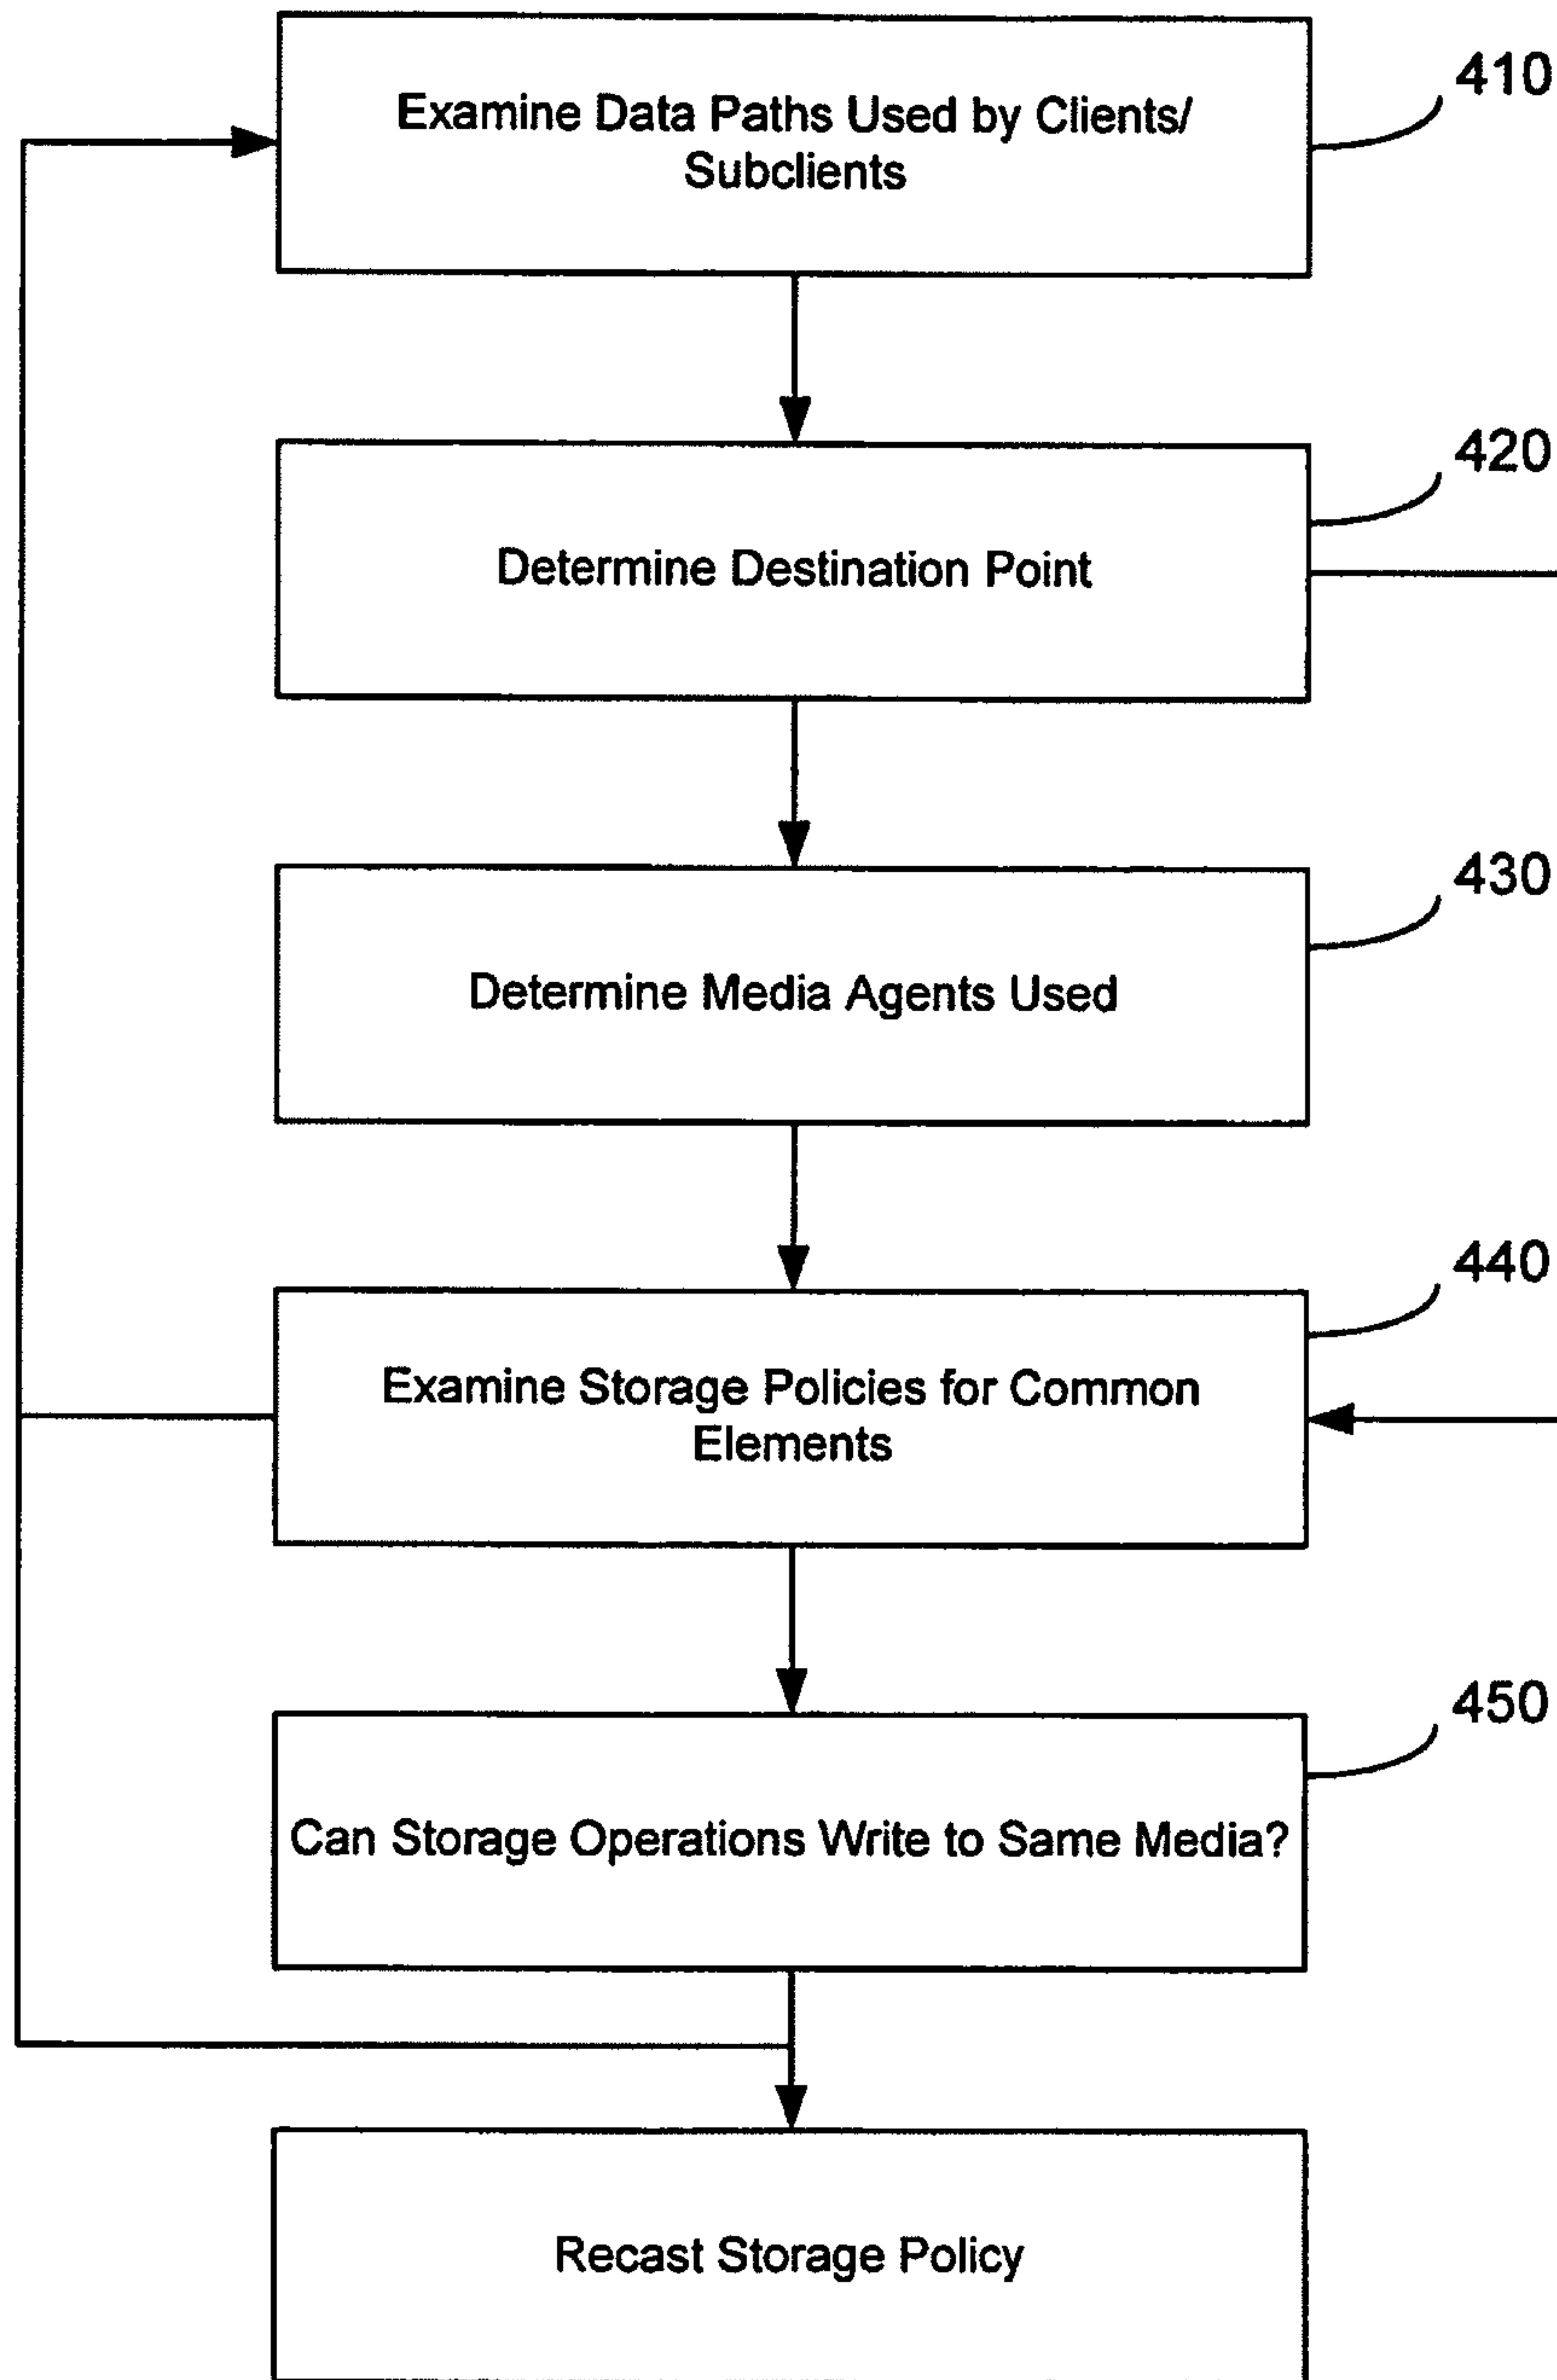 410
Examine Data Paths Used by Clients/
Subclients
420
Determine Destination Point
430
Determine Media Agents Used
440
Examine Storage Policies for Common
Elements
450
Can Storage Operations Write to Same Media?
Recast Storage Policy